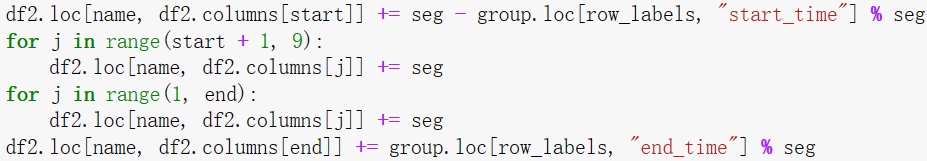 df2.loc[name, df2.columns[start]] += seg - group.loc[row_labels, "start_time"] % seg
for j in range(start + 1, 9):
    df2.loc[name, df2.columns[j]] += seg
for j in range(1, end):
    df2.loc[name, df2.columns[j]] += seg
df2.loc[name, df2.columns[end]] += group.loc[row_labels, "end_time"] % seg